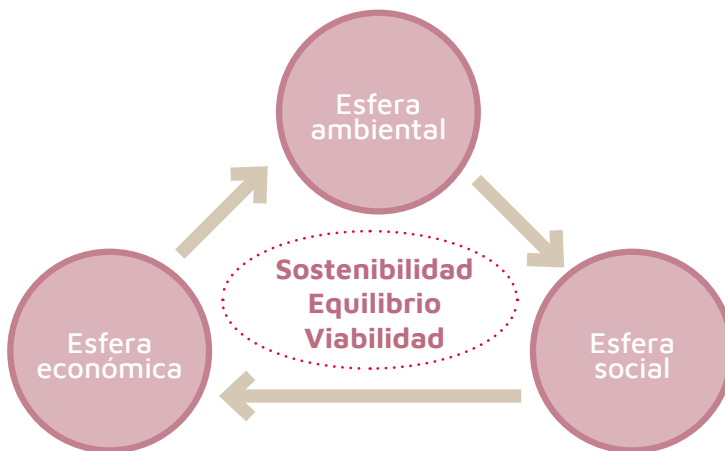 Esfera
ambiental
Sostenibilidad
Equilibrio
Viabilidad
Esfera
económica
Esfera
social